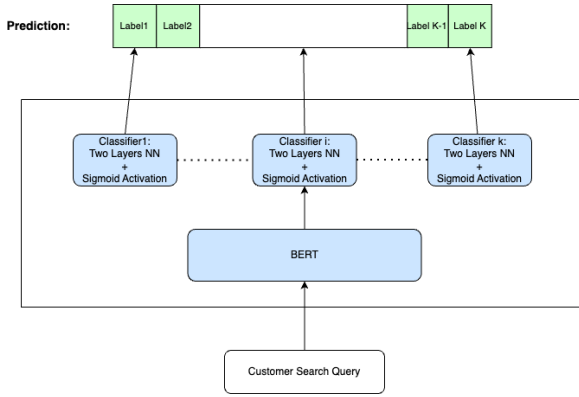 Prediction:
Label1 Label2 Label K-1 Label K
Classifier1: Classifier i: Classifier k:
Two Layers NN Two Layers NN Two Layers NN
+ + +
Sigmoid Activation Sigmoid Activation Sigmoid Activation
BERT
Customer Search Query